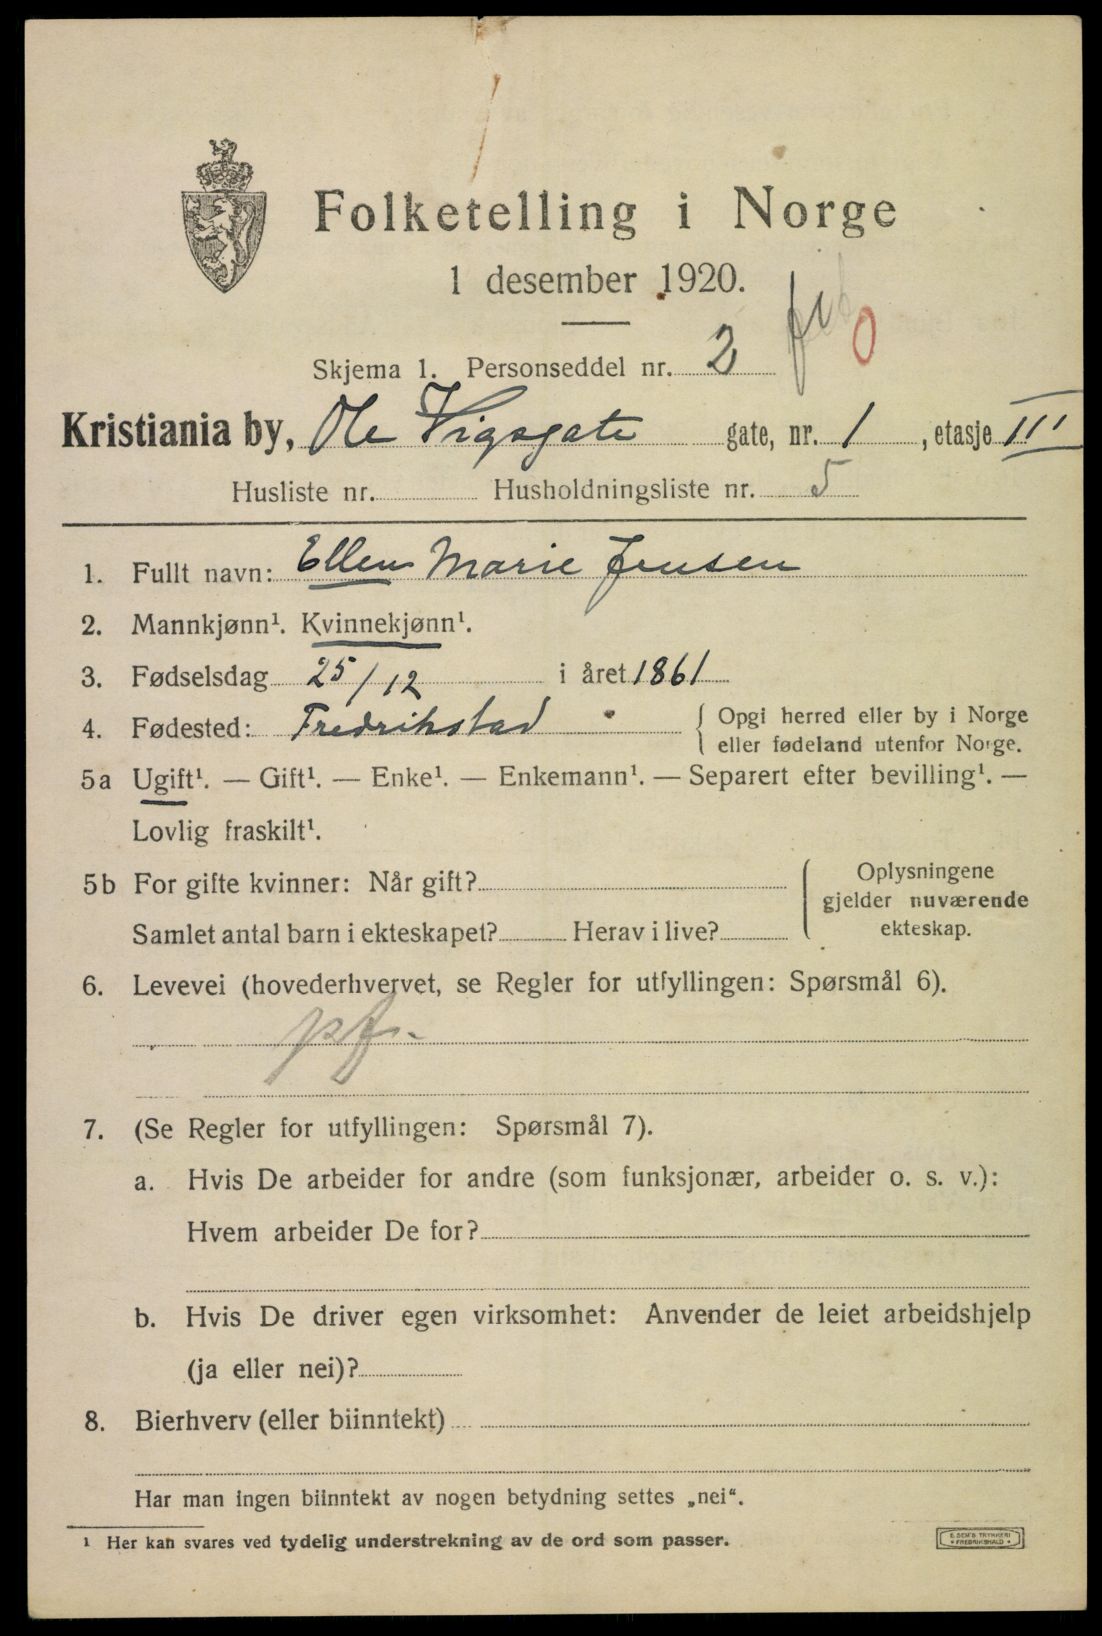 Folketelling i Norge
1 desember 1920.
Skjema 1. Personseddel nr. 2
0
Kristiania by, Ole Vigsgate gate, nr. 1, etasje III
Husliste nr. Husholdningsliste nr. 5
1. Fullt navn: Ellen Marie Jensen
2. Mannkjønn¹. Kvinnekjønn¹.
3. Fødselsdag 25/12 i året 1861
4. Fødested: Fredrikstad { Opgi herred eller by i Norge
eller fødeland utenfor Norge.
5a Ugift¹. — Gift¹. — Enke¹. — Enkemann¹. — Separert efter bevilling¹. —
Lovlig fraskilt¹.
5b For gifte kvinner: Når gift? { Oplysningene
gjelder nuværende
Samlet antal barn i ekteskapet? Herav i live? ekteskap.
6. Levevei (hovederhvervet, se Regler for utfyllingen: Spørsmål 6).
pf.
7. (Se Regler for utfyllingen: Spørsmål 7).
a. Hvis De arbeider for andre (som funksjonær, arbeider o. s. v.):
Hvem arbeider De for?
b. Hvis De driver egen virksomhet: Anvender de leiet arbeidshjelp
(ja eller nei)?
8. Bierhverv (eller biinntekt)
Har man ingen biinntekt av nogen betydning settes „nei“.
¹ Her kan svares ved tydelig understrekning av de ord som passer.
E. SEM'S TRYKKERI
FREDRIKSHALD